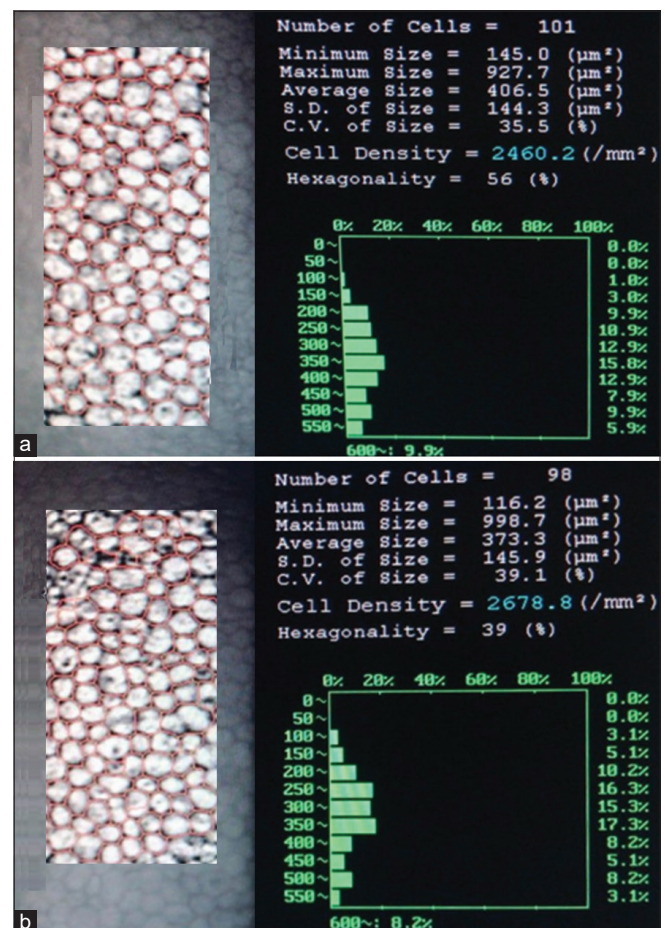 Number of Cells = 101
Minimum Size = 145.0 (µm²)
Maximum Size = 927.7 (µm²)
Average Size = 406.5 (µm²)
S.D. of Size = 144.3 (µm²)
C.V. of Size = 35.5 (%)
Cell Density = 2460.2 (/mm²)
Hexagonality = 56 (%)
0% 20% 40% 60% 80% 100%
0~ 0.0%
50~ 0.0%
100~ 1.0%
150~ 3.0%
200~ 9.9%
250~ 10.9%
300~ 12.9%
350~ 15.8%
400~ 12.9%
450~ 7.9%
500~ 9.9%
550~ 5.9%
600~: 9.9%
a
Number of Cells = 98
Minimum Size = 116.2 (µm²)
Maximum Size = 998.7 (µm²)
Average Size = 373.3 (µm²)
S.D. of Size = 145.9 (µm²)
C.V. of Size = 39.1 (%)
Cell Density = 2678.8 (/mm²)
Hexagonality = 39 (%)
0% 20% 40% 60% 80% 100%
0~ 0.0%
50~ 0.0%
100~ 3.1%
150~ 5.1%
200~ 10.2%
250~ 16.3%
300~ 15.3%
350~ 17.3%
400~ 8.2%
450~ 5.1%
500~ 8.2%
550~ 3.1%
600~: 8.2%
b